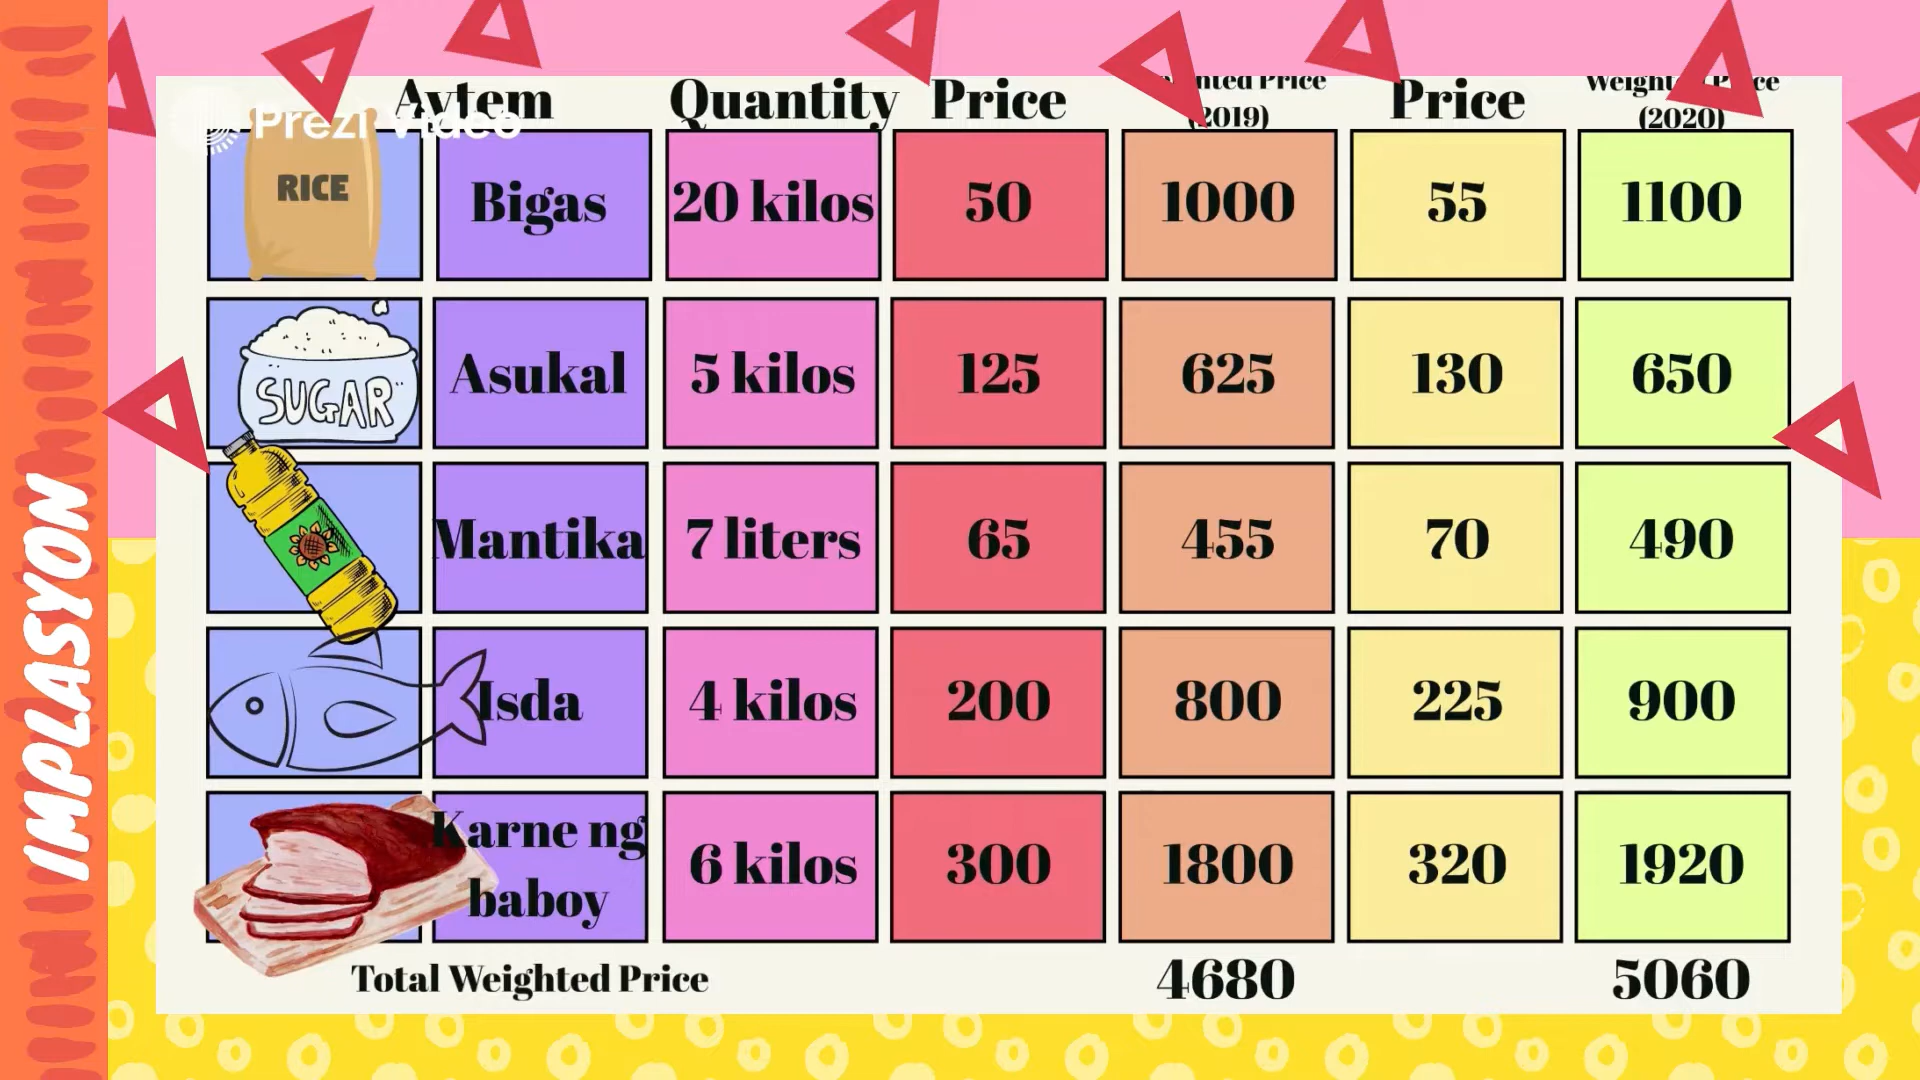 Aytem Quantity Price Price
(2019) (2020)
Prezi Video
RICE Bigas 20 kilos 50 1000 55 1100
SUGAR Asukal 5 kilos 125 625 130 650
Mantika 7 liters 65 455 70 490
Isda 4 kilos 200 800 225 900
Karne ng
baboy 6 kilos 300 1800 320 1920
Total Weighted Price 4680 5060
IMPLASYON